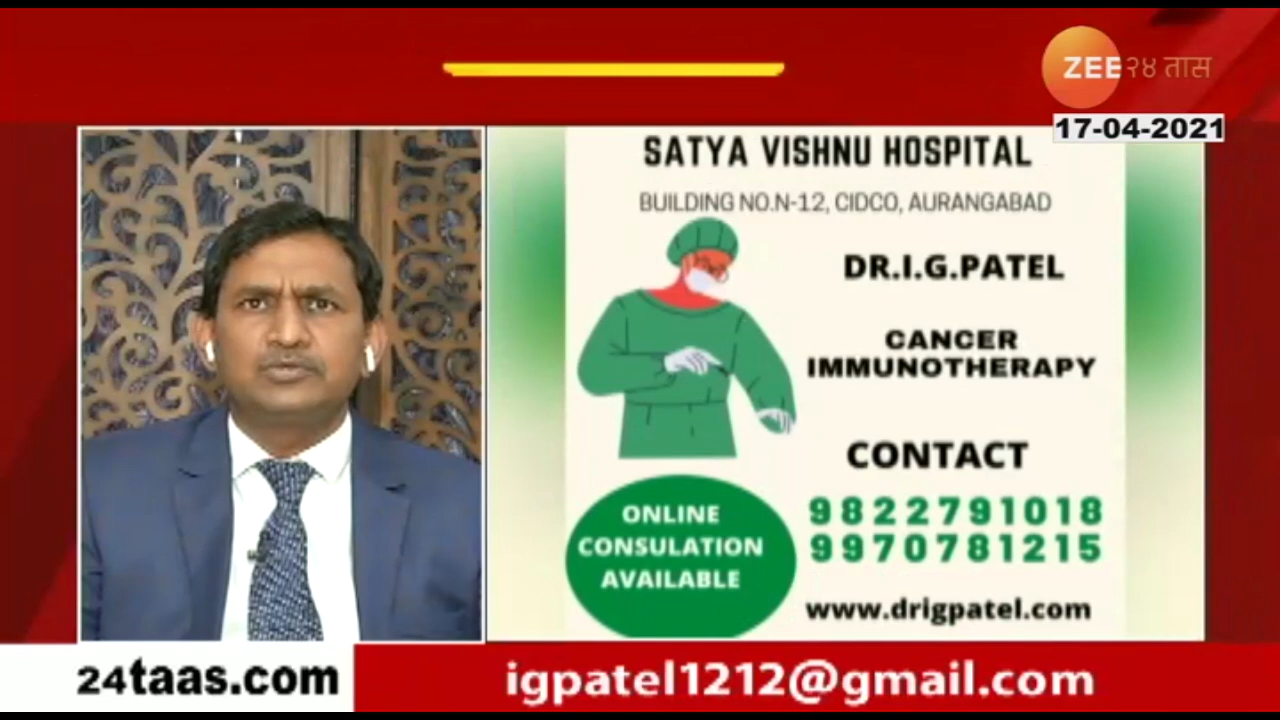 ZEE २४ तास
17-04-2021
SATYA VISHNU HOSPITAL
BUILDING NO.N-12, CIDCO, AURANGABAD
DR.I.G.PATEL
CANCER
IMMUNOTHERAPY
CONTACT
9822791018
9970781215
www.drigpatel.com
ONLINE
CONSULATION
AVAILABLE
24taas.com
igpatel1212@gmail.com